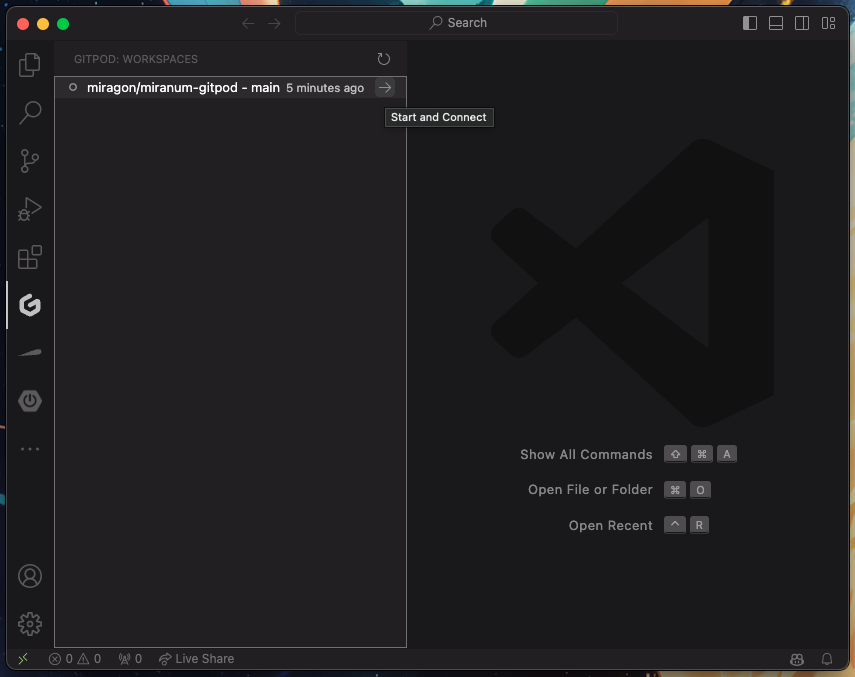 Search
GITPOD: WORKSPACES
miragon/miranum-gitpod - main 5 minutes ago
Start and Connect
Show All Commands ⇧ ⌘ A
Open File or Folder ⌘ O
Open Recent ^ R
0 0 0 Live Share